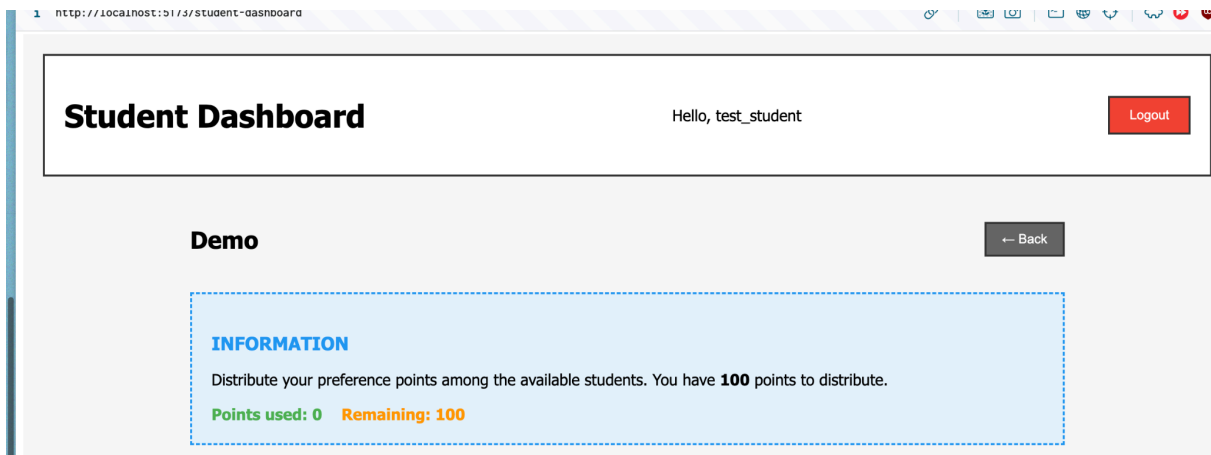 1 http://localhost:5173/student-dashboard
Student Dashboard
Hello, test_student
Logout
Demo
← Back
INFORMATION
Distribute your preference points among the available students. You have 100 points to distribute.
Points used: 0 Remaining: 100